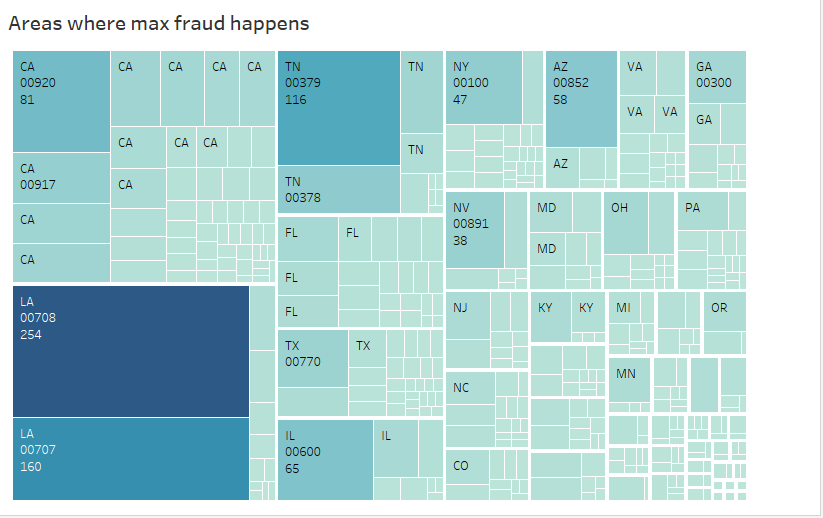 Areas where max fraud happens
CA
00920
81
CA
CA
CA
CA
CA
CA
CA
CA
CA
00917
CA
CA
LA
00708
254
LA
00707
160
TN
00379
116
TN
TN
TN
00378
FL
FL
FL
FL
TX
00770
TX
IL
00600
65
IL
NY
00100
47
AZ
00852
58
AZ
VA
VA
VA
GA
00300
GA
NV
00891
38
MD
MD
OH
PA
NJ
KY
KY
MI
OR
NC
MN
CO